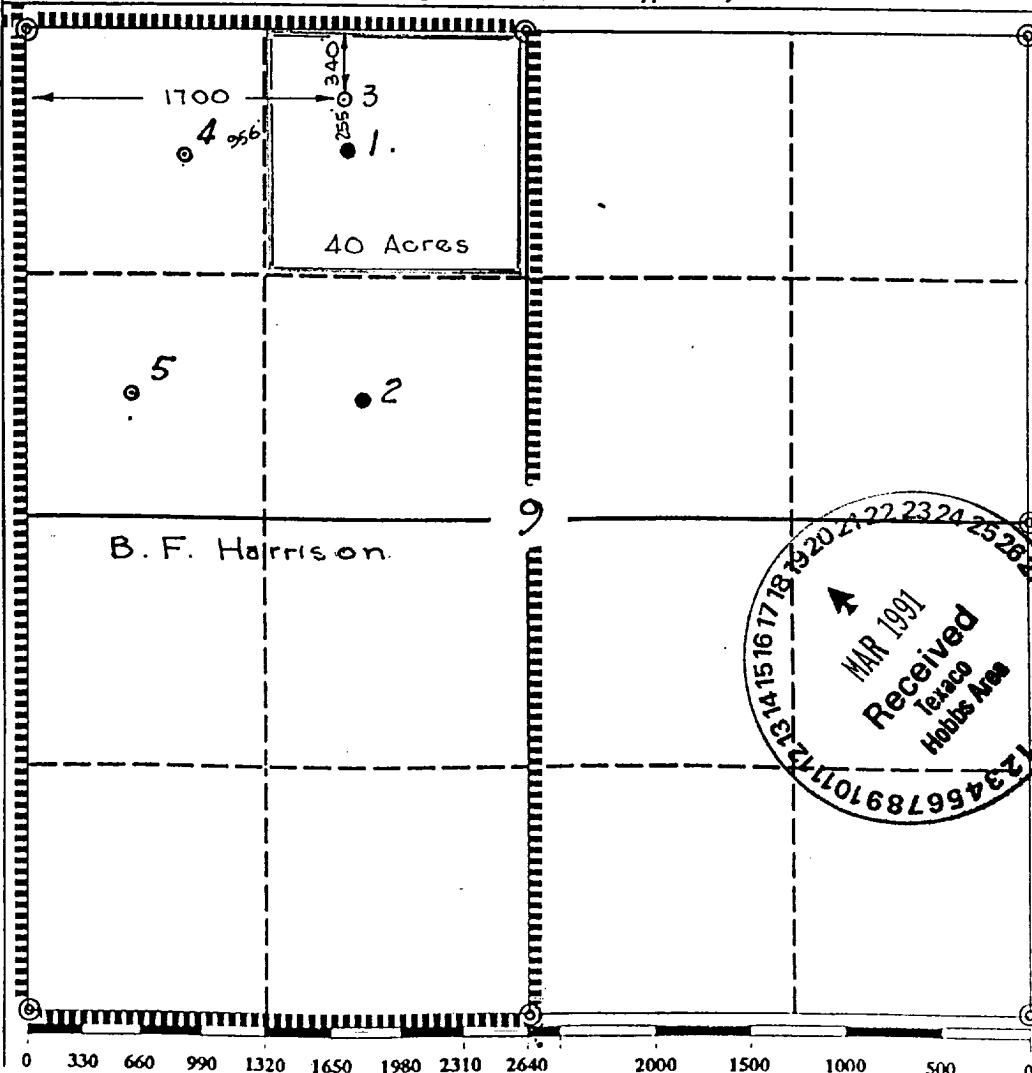 340'
1700 3
4 956' 255' 1.
40 Acres
5 2
9
B. F. Harrison.
12 13 14 15 16 17 18 19 20 21 22 23 24 25 26
MAR 1991
Received
Texaco
Hobbs Area
1 2 3 4 5 6 7 8 9 10 11
0 330 660 990 1320 1650 1980 2310 2640 2000 1500 1000 500 0